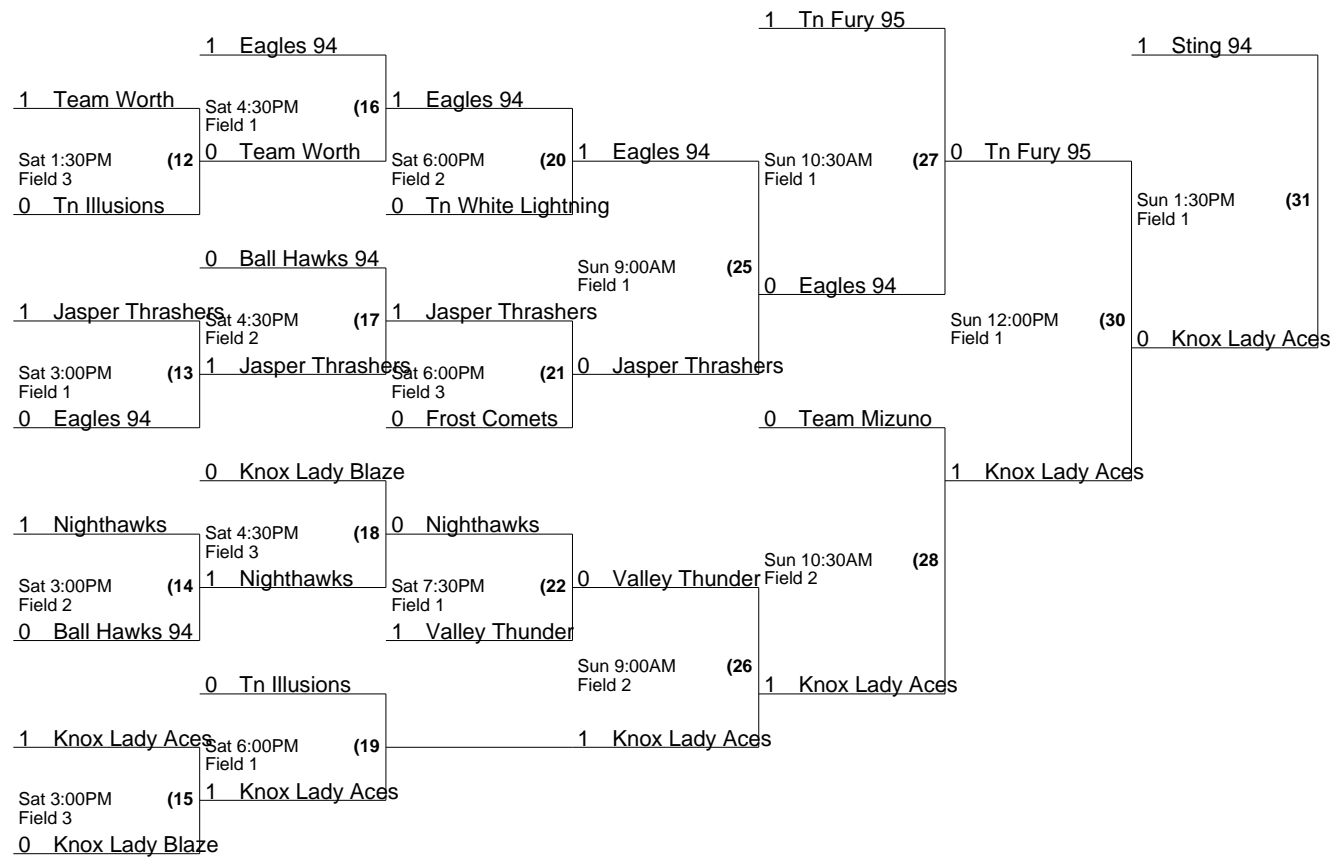 1 Tn Fury 95
1 Eagles 94
1 Sting 94
1 Team Worth
Sat 4:30PM (16
Field 1
1 Eagles 94
Sat 1:30PM (12
Field 3
0 Team Worth
Sat 6:00PM (20
Field 2
1 Eagles 94
Sun 10:30AM (27
Field 1
0 Tn Fury 95
0 Tn Illusions
0 Tn White Lightning
Sun 1:30PM (31
Field 1
0 Ball Hawks 94
Sun 9:00AM (25
Field 1
0 Eagles 94
1 Jasper Thrashers
Sat 4:30PM (17
Field 2
1 Jasper Thrashers
Sun 12:00PM (30
Field 1
0 Knox Lady Aces
Sat 3:00PM (13
Field 1
1 Jasper Thrashers
Sat 6:00PM (21
Field 3
0 Jasper Thrashers
0 Eagles 94
0 Frost Comets
0 Team Mizuno
0 Knox Lady Blaze
1 Knox Lady Aces
1 Nighthawks
Sat 4:30PM (18
Field 3
0 Nighthawks
Sun 10:30AM (28
Field 2
Sat 3:00PM (14
Field 2
1 Nighthawks
Sat 7:30PM (22
Field 1
0 Valley Thunder
0 Ball Hawks 94
1 Valley Thunder
Sun 9:00AM (26
Field 2
0 Tn Illusions
1 Knox Lady Aces
1 Knox Lady Aces
Sat 6:00PM (19
Field 1
1 Knox Lady Aces
Sat 3:00PM (15
Field 3
1 Knox Lady Aces
0 Knox Lady Blaze